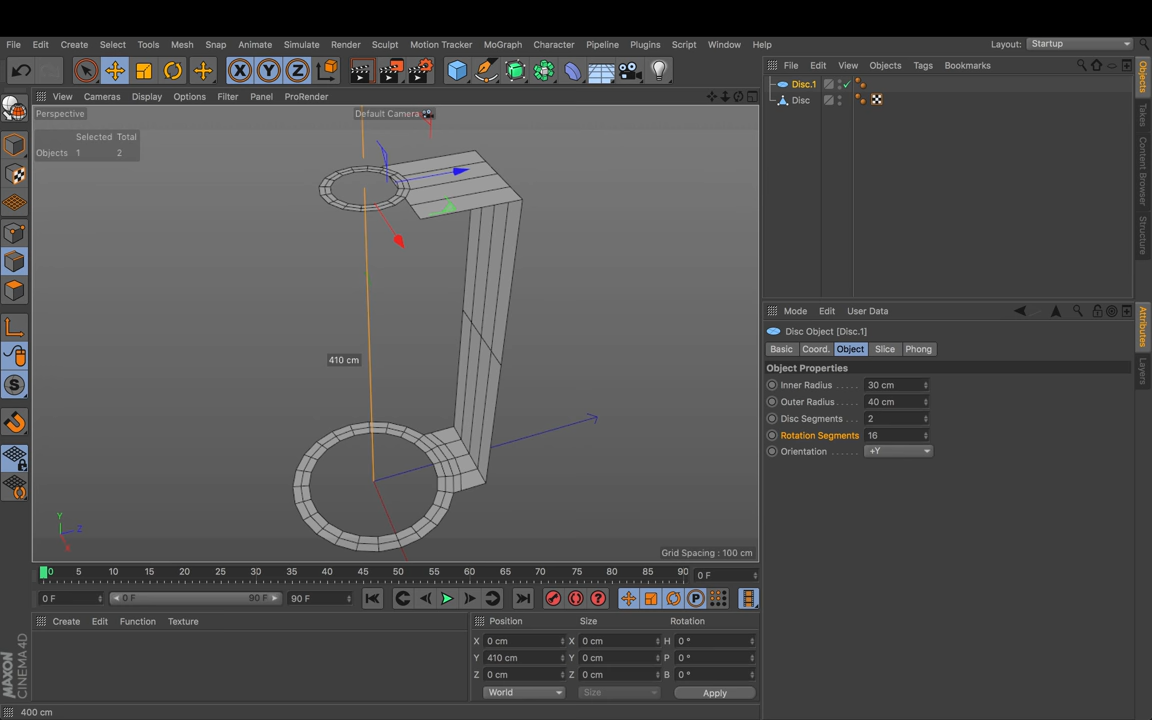 File Edit Create Select Tools Mesh Snap Animate Simulate Render Sculpt Motion Tracker MoGraph Character Pipeline Plugins Script Window Help Layout: Startup
X Y Z
View Cameras Display Options Filter Panel ProRender
Perspective
Default Camera
Selected Total
Objects 1 2
410 cm
Y
Z
X
Grid Spacing : 100 cm
S
File Edit View Objects Tags Bookmarks
Disc.1
Disc
Objects
Takes
Content Browser
Structure
Mode Edit User Data
Disc Object [Disc.1]
Basic Coord. Object Slice Phong
Object Properties
Inner Radius . . . . . 30 cm
Outer Radius . . . . 40 cm
Disc Segments . . . 2
Rotation Segments 16
Orientation . . . . . . +Y
Attributes
Layers
0 5 10 15 20 25 30 35 40 45 50 55 60 65 70 75 80 85 90 0 F
0 F 0 F 90 F 90 F
P
Create Edit Function Texture
Position Size Rotation
X 0 cm X 0 cm H 0 °
Y 410 cm Y 0 cm P 0 °
Z 0 cm Z 0 cm B 0 °
World Size Apply
MAXON
CINEMA 4D
400 cm